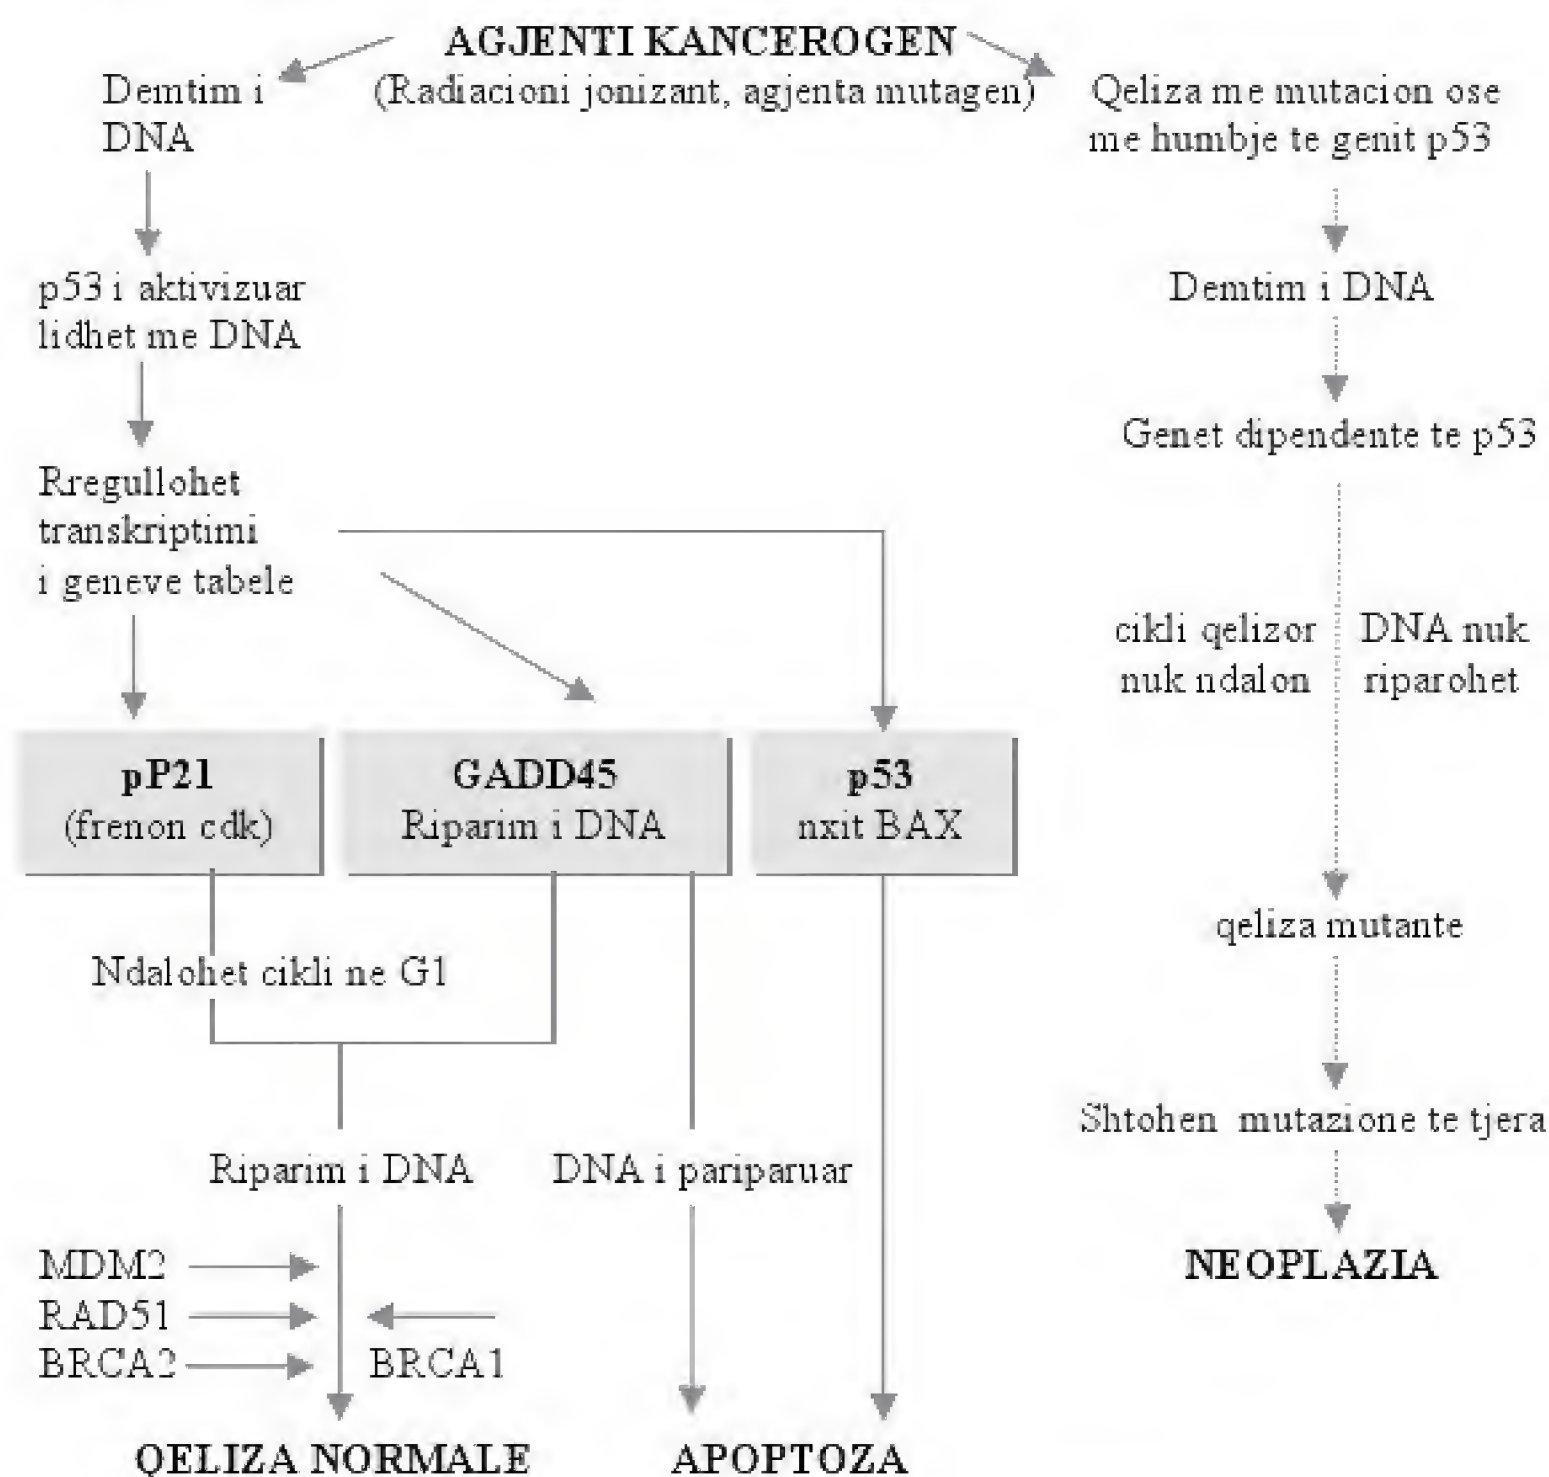 AGJENTI KANCEROGEN
(Radiacioni jonizant, agjenta mutagen)
Demtim i
DNA
p53 i aktivizuar
lidhet me DNA
Rregullohet
transkriptimi
i geneve tabele
pP21
(frenon cdk)
GADD45
Riparim i DNA
p53
nxit BAX
Ndalohet cikli ne G1
Riparim i DNA
DNA i pariparuar
MDM2
RAD51
BRCA2
BRCA1
QELIZA NORMALE
APOPTOZA
Qeliza me mutacion ose
me humbje te genit p53
Demtim i DNA
Genet dipendente te p53
cikli qelizor
nuk ndalon
DNA nuk
riparohet
qeliza mutante
Shtohen mutazione te tjera
NEOPLAZIA